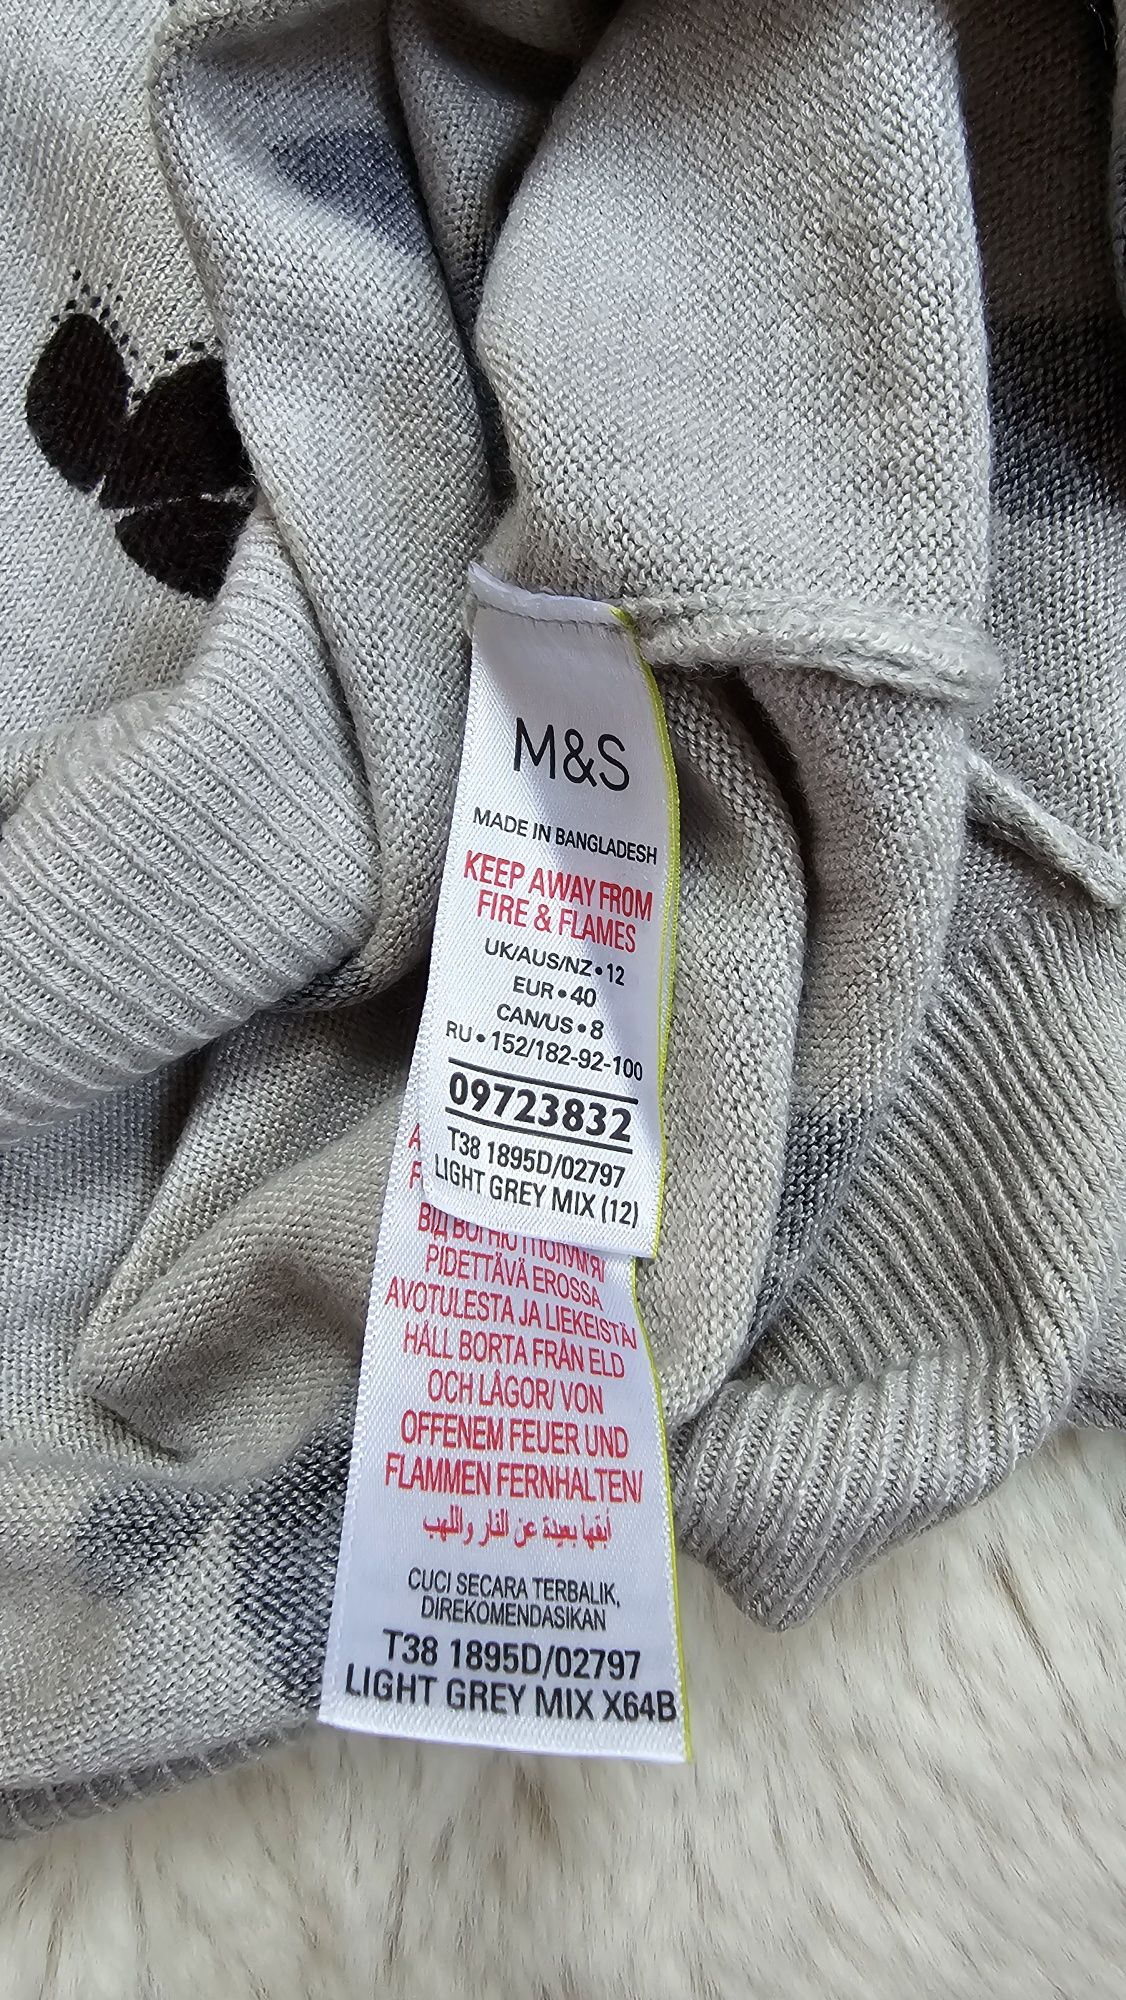 M&S
MADE IN BANGLADESH
KEEP AWAY FROM
FIRE & FLAMES
UK/AUS/NZ•12
EUR•40
CAN/US•8
RU•152/182-92-100
09723832
T38 1895D/02797
LIGHT GREY MIX (12)
ВІД ВОГНЮ І ПОЛУМ'Я/
PIDETTÄVÄ EROSSA
AVOTULESTA JA LIEKEISTÄ/
HÅLL BORTA FRÅN ELD
OCH LÅGOR/ VON
OFFENEM FEUER UND
FLAMMEN FERNHALTEN/
أبقها بعيدة عن النار واللهب
CUCI SECARA TERBALIK,
DIREKOMENDASIKAN
T38 1895D/02797
LIGHT GREY MIX X64B